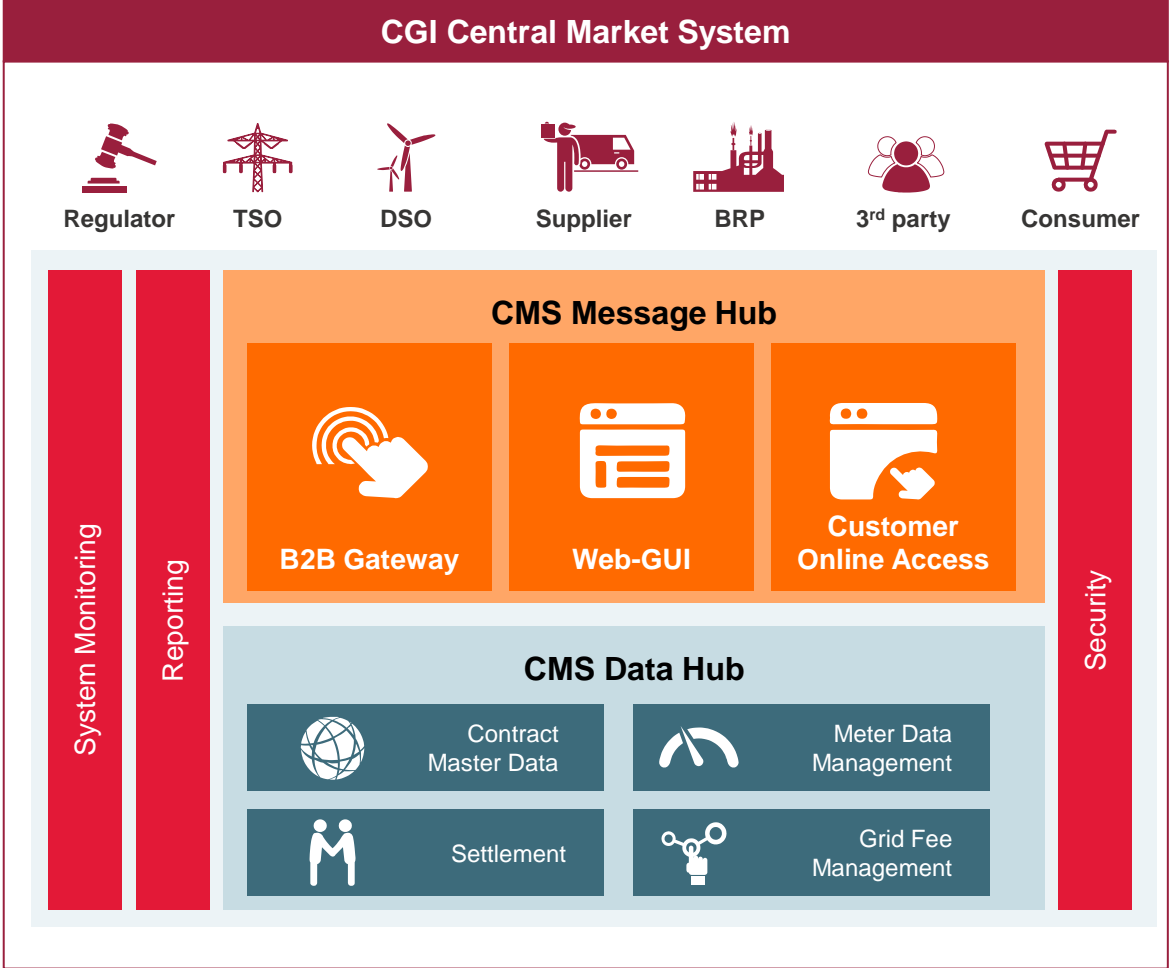 CGI Central Market System
Regulator
TSO
DSO
Supplier
BRP
3rd party
Consumer
System Monitoring
Reporting
CMS Message Hub
B2B Gateway
Web-GUI
Customer
Online Access
CMS Data Hub
Contract
Master Data
Meter Data
Management
Settlement
Grid Fee
Management
Security